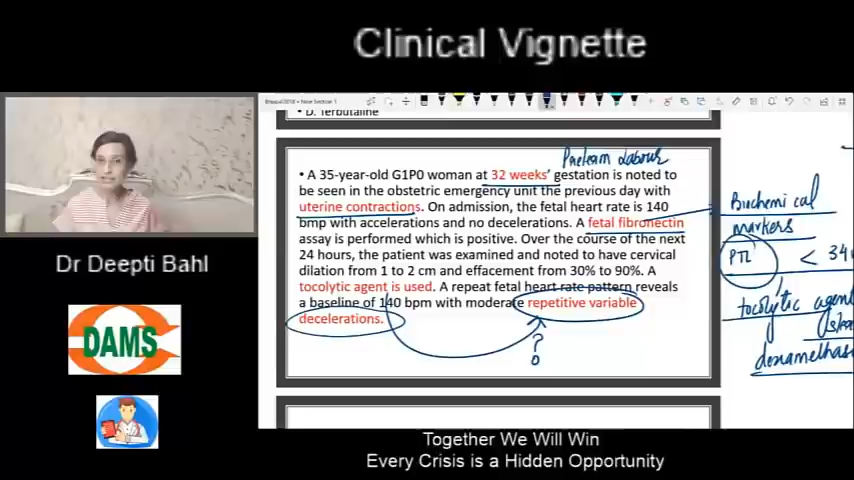 Clinical Vignette
Bhopal2018 • New Section 1
• D. Terbutaline
Preterm Labour
• A 35-year-old G1P0 woman at 32 weeks' gestation is noted to
be seen in the obstetric emergency unit the previous day with
uterine contractions. On admission, the fetal heart rate is 140
bmp with accelerations and no decelerations. A fetal fibronectin
assay is performed which is positive. Over the course of the next
24 hours, the patient was examined and noted to have cervical
dilation from 1 to 2 cm and effacement from 30% to 90%. A
tocolytic agent is used. A repeat fetal heart rate pattern reveals
a baseline of 140 bpm with moderate repetitive variable
decelerations.
?
Biochemical
markers
PTL < 34
tocolytic agent
Dr Deepti Bahl
DAMS
Together We Will Win
Every Crisis is a Hidden Opportunity